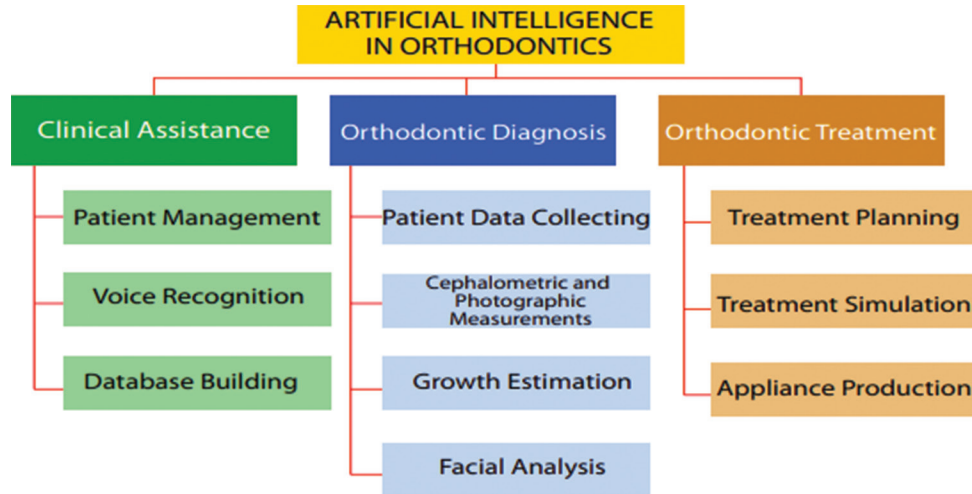 ARTIFICIAL INTELLIGENCE
IN ORTHODONTICS
Clinical Assistance
Patient Management
Voice Recognition
Database Building
Orthodontic Diagnosis
Patient Data Collecting
Cephalometric and
Photographic
Measurements
Growth Estimation
Facial Analysis
Orthodontic Treatment
Treatment Planning
Treatment Simulation
Appliance Production